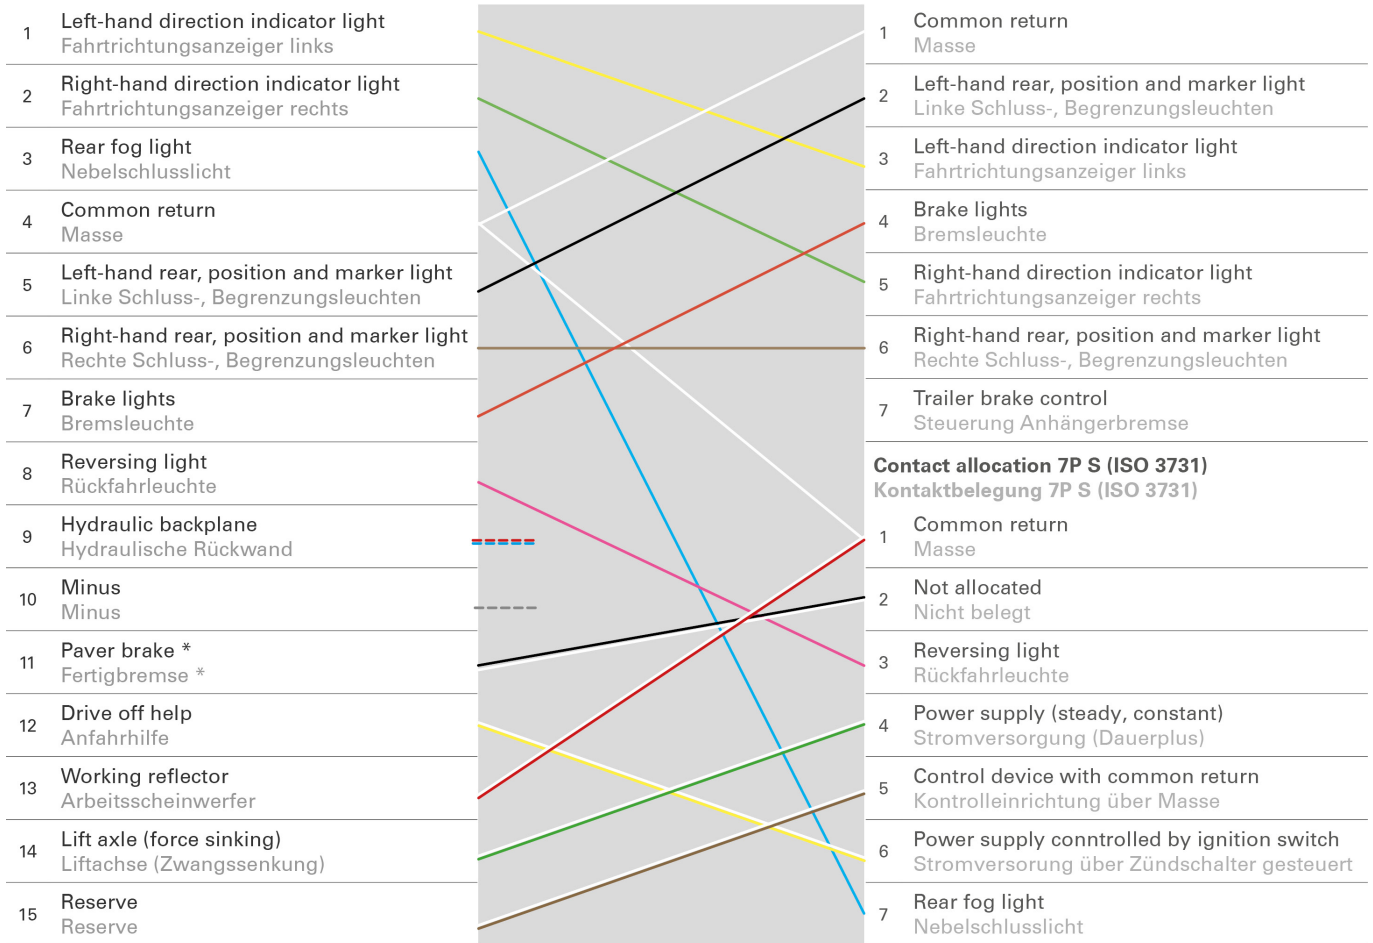 1
Left-hand direction indicator light
Fahrtrichtungsanzeiger links
2
Right-hand direction indicator light
Fahrtrichtungsanzeiger rechts
3
Rear fog light
Nebelschlusslicht
4
Common return
Masse
5
Left-hand rear, position and marker light
Linke Schluss-, Begrenzungsleuchten
6
Right-hand rear, position and marker light
Rechte Schluss-, Begrenzungsleuchten
7
Brake lights
Bremsleuchte
8
Reversing light
Rückfahrleuchte
9
Hydraulic backplane
Hydraulische Rückwand
10
Minus
Minus
11
Paver brake *
Fertigbremse *
12
Drive off help
Anfahrhilfe
13
Working reflector
Arbeitsscheinwerfer
14
Lift axle (force sinking)
Liftachse (Zwangssenkung)
15
Reserve
Reserve
1
Common return
Masse
2
Left-hand rear, position and marker light
Linke Schluss-, Begrenzungsleuchten
3
Left-hand direction indicator light
Fahrtrichtungsanzeiger links
4
Brake lights
Bremsleuchte
5
Right-hand direction indicator light
Fahrtrichtungsanzeiger rechts
6
Right-hand rear, position and marker light
Rechte Schluss-, Begrenzungsleuchten
7
Trailer brake control
Steuerung Anhängerbremse
Contact allocation 7P S (ISO 3731)
Kontaktbelegung 7P S (ISO 3731)
1
Common return
Masse
2
Not allocated
Nicht belegt
3
Reversing light
Rückfahrleuchte
4
Power supply (steady, constant)
Stromversorgung (Dauerplus)
5
Control device with common return
Kontrolleinrichtung über Masse
6
Power supply conntrolled by ignition switch
Stromversorung über Zündschalter gesteuert
7
Rear fog light
Nebelschlusslicht